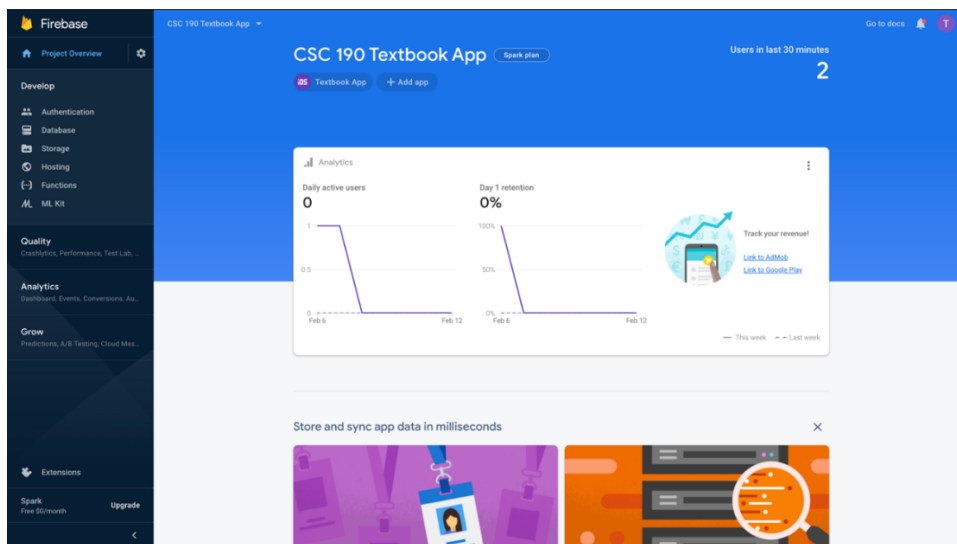 Firebase
Project Overview
Develop
Authentication
Database
Storage
Hosting
Functions
ML Kit
Quality
Crashlytics, Performance, Test Lab, ...
Analytics
Dashboard, Events, Conversions, Au...
Grow
Predictions, A/B Testing, Cloud Mes...
Extensions
Spark
Free $0/month
Upgrade
CSC 190 Textbook App
Go to docs
T
CSC 190 Textbook App
Spark plan
iOS Textbook App
+ Add app
Users in last 30 minutes
2
Analytics
Daily active users
0
1
0.5
0
Feb 6
Feb 12
Day 1 retention
0%
100%
50%
0%
Feb 6
Feb 12
Track your revenue!
Link to AdMob
Link to Google Play
This week
Last week
Store and sync app data in milliseconds